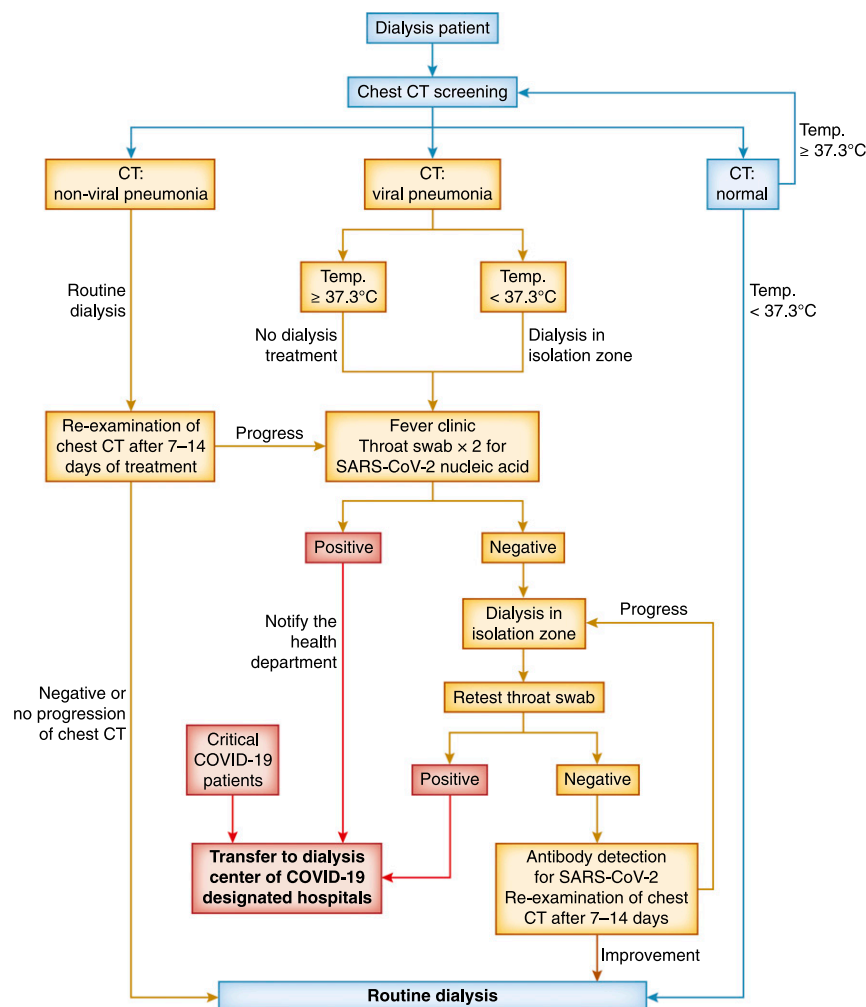 Dialysis patient
Chest CT screening
Temp.
≥ 37.3°C
CT:
non-viral pneumonia
CT:
viral pneumonia
CT:
normal
Temp.
≥ 37.3°C
Temp.
< 37.3°C
Routine
dialysis
Temp.
< 37.3°C
No dialysis
treatment
Dialysis in
isolation zone
Re-examination of
chest CT after 7–14
days of treatment
Progress
Fever clinic
Throat swab × 2 for
SARS-CoV-2 nucleic acid
Positive
Negative
Notify the
health
department
Dialysis in
isolation zone
Progress
Retest throat swab
Negative or
no progression
of chest CT
Critical
COVID-19
patients
Positive
Negative
Transfer to dialysis
center of COVID-19
designated hospitals
Antibody detection
for SARS-CoV-2
Re-examination of chest
CT after 7–14 days
Improvement
Routine dialysis